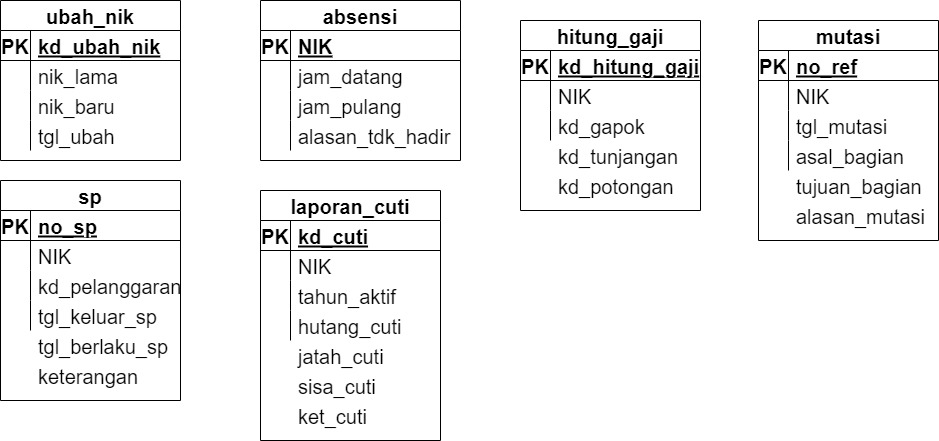 ubah_nik
PK kd_ubah_nik
nik_lama
nik_baru
tgl_ubah
absensi
PK NIK
jam_datang
jam_pulang
alasan_tdk_hadir
hitung_gaji
PK kd_hitung_gaji
NIK
kd_gapok
kd_tunjangan
kd_potongan
mutasi
PK no_ref
NIK
tgl_mutasi
asal_bagian
tujuan_bagian
alasan_mutasi
sp
PK no_sp
NIK
kd_pelanggaran
tgl_keluar_sp
tgl_berlaku_sp
keterangan
laporan_cuti
PK kd_cuti
NIK
tahun_aktif
hutang_cuti
jatah_cuti
sisa_cuti
ket_cuti